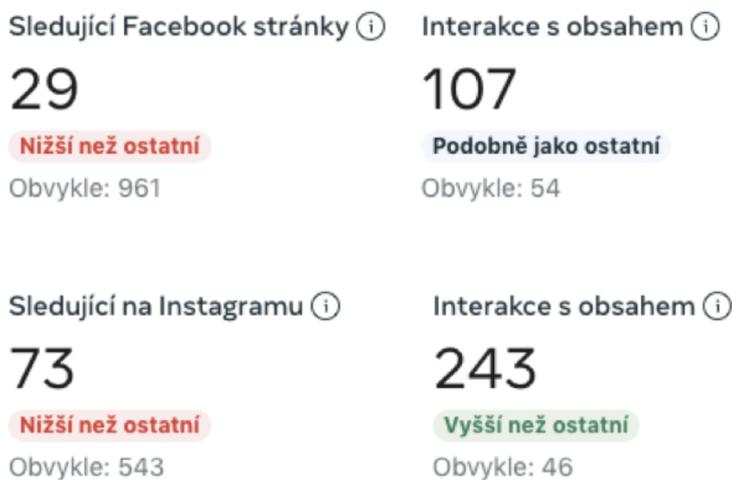 Sledující Facebook stránky
29
Nižší než ostatní
Obvykle: 961
Interakce s obsahem
107
Podobně jako ostatní
Obvykle: 54
Sledující na Instagramu
73
Nižší než ostatní
Obvykle: 543
Interakce s obsahem
243
Vyšší než ostatní
Obvykle: 46